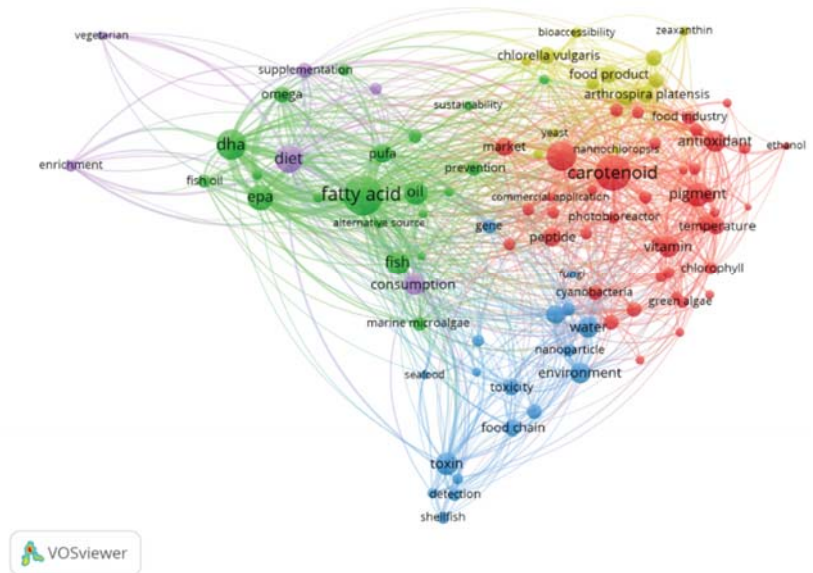 vegetarian
bioaccessibility
zeaxanthin
chlorella vulgaris
supplementation
food product
omega
arthrospira platensis
sustainability
food industry
yeast
antioxidant
dha
market
nannochloropsis
ethanol
diet
pufa
enrichment
prevention
carotenoid
fish oil
epa
fatty acid
oil
commercial application
pigment
alternative source
photobioreactor
gene
temperature
peptide
vitamin
fish
chlorophyll
fungi
consumption
cyanobacteria
green algae
marine microalgae
water
nanoparticle
seafood
environment
toxicity
food chain
toxin
detection
shellfish
VOSviewer